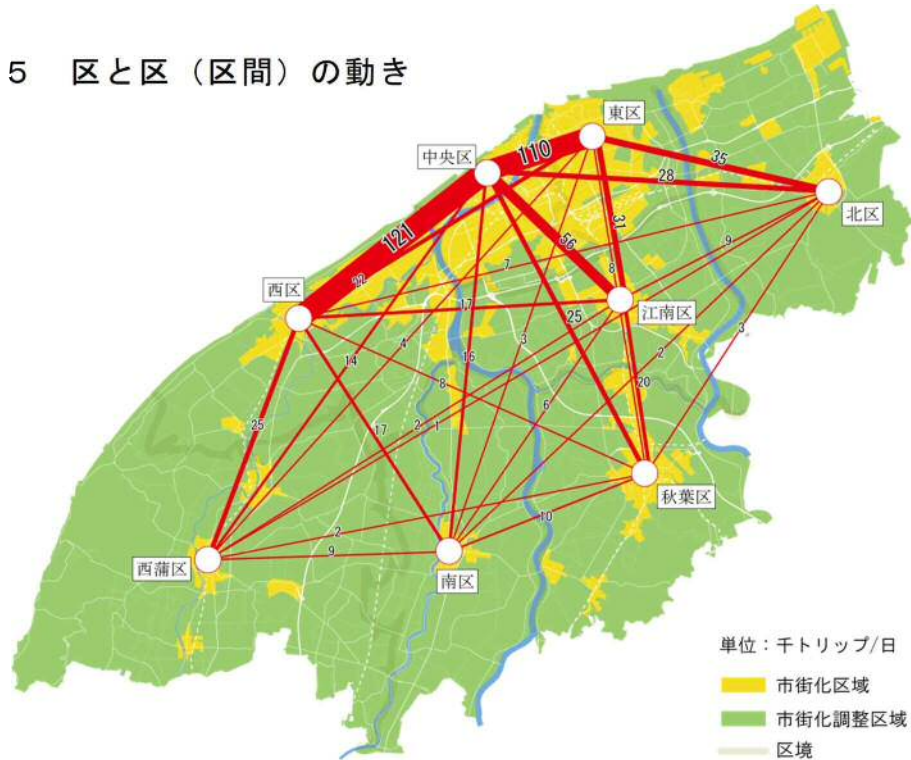 5 区と区（区間）の動き
東区
中央区
110
35
28
北区
121
31
56
9
7
8
22
西区
17
江南区
25
3
14
4
16
3
2
8
20
25
17
2
1
6
秋葉区
10
2
9
西蒲区
南区
単位：千トリップ/日
市街化区域
市街化調整区域
区境